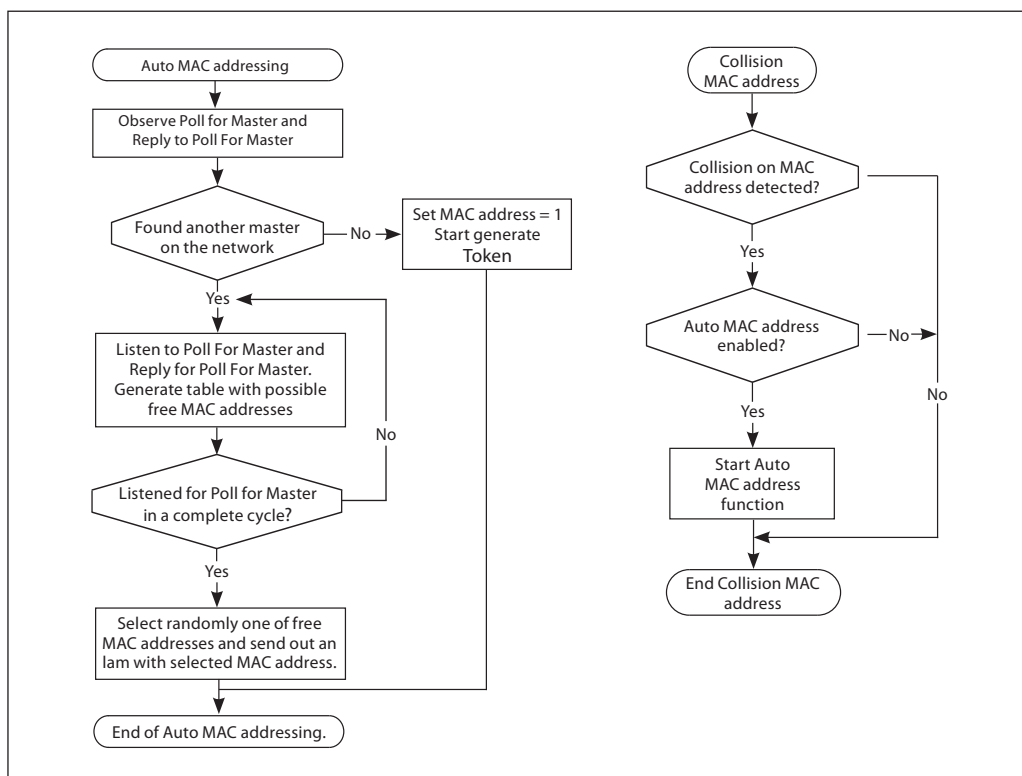 Auto MAC addressing
Observe Poll for Master and
Reply to Poll For Master
Found another master
on the network
No
Set MAC address = 1
Start generate
Token
Yes
Listen to Poll For Master and
Reply for Poll For Master.
Generate table with possible
free MAC addresses
No
Listened for Poll for Master
in a complete cycle?
Yes
Select randomly one of free
MAC addresses and send out an
lam with selected MAC address.
End of Auto MAC addressing.
Collision
MAC address
Collision on MAC
address detected?
Yes
Auto MAC address
enabled?
No
No
Yes
Start Auto
MAC address
function
End Collision MAC
address